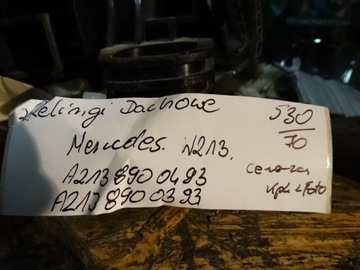 Relingi Dachowe
Mercedes. W213.
A213 890 04 93
A213 890 03 93
530
70
Cena za
kpl z foto